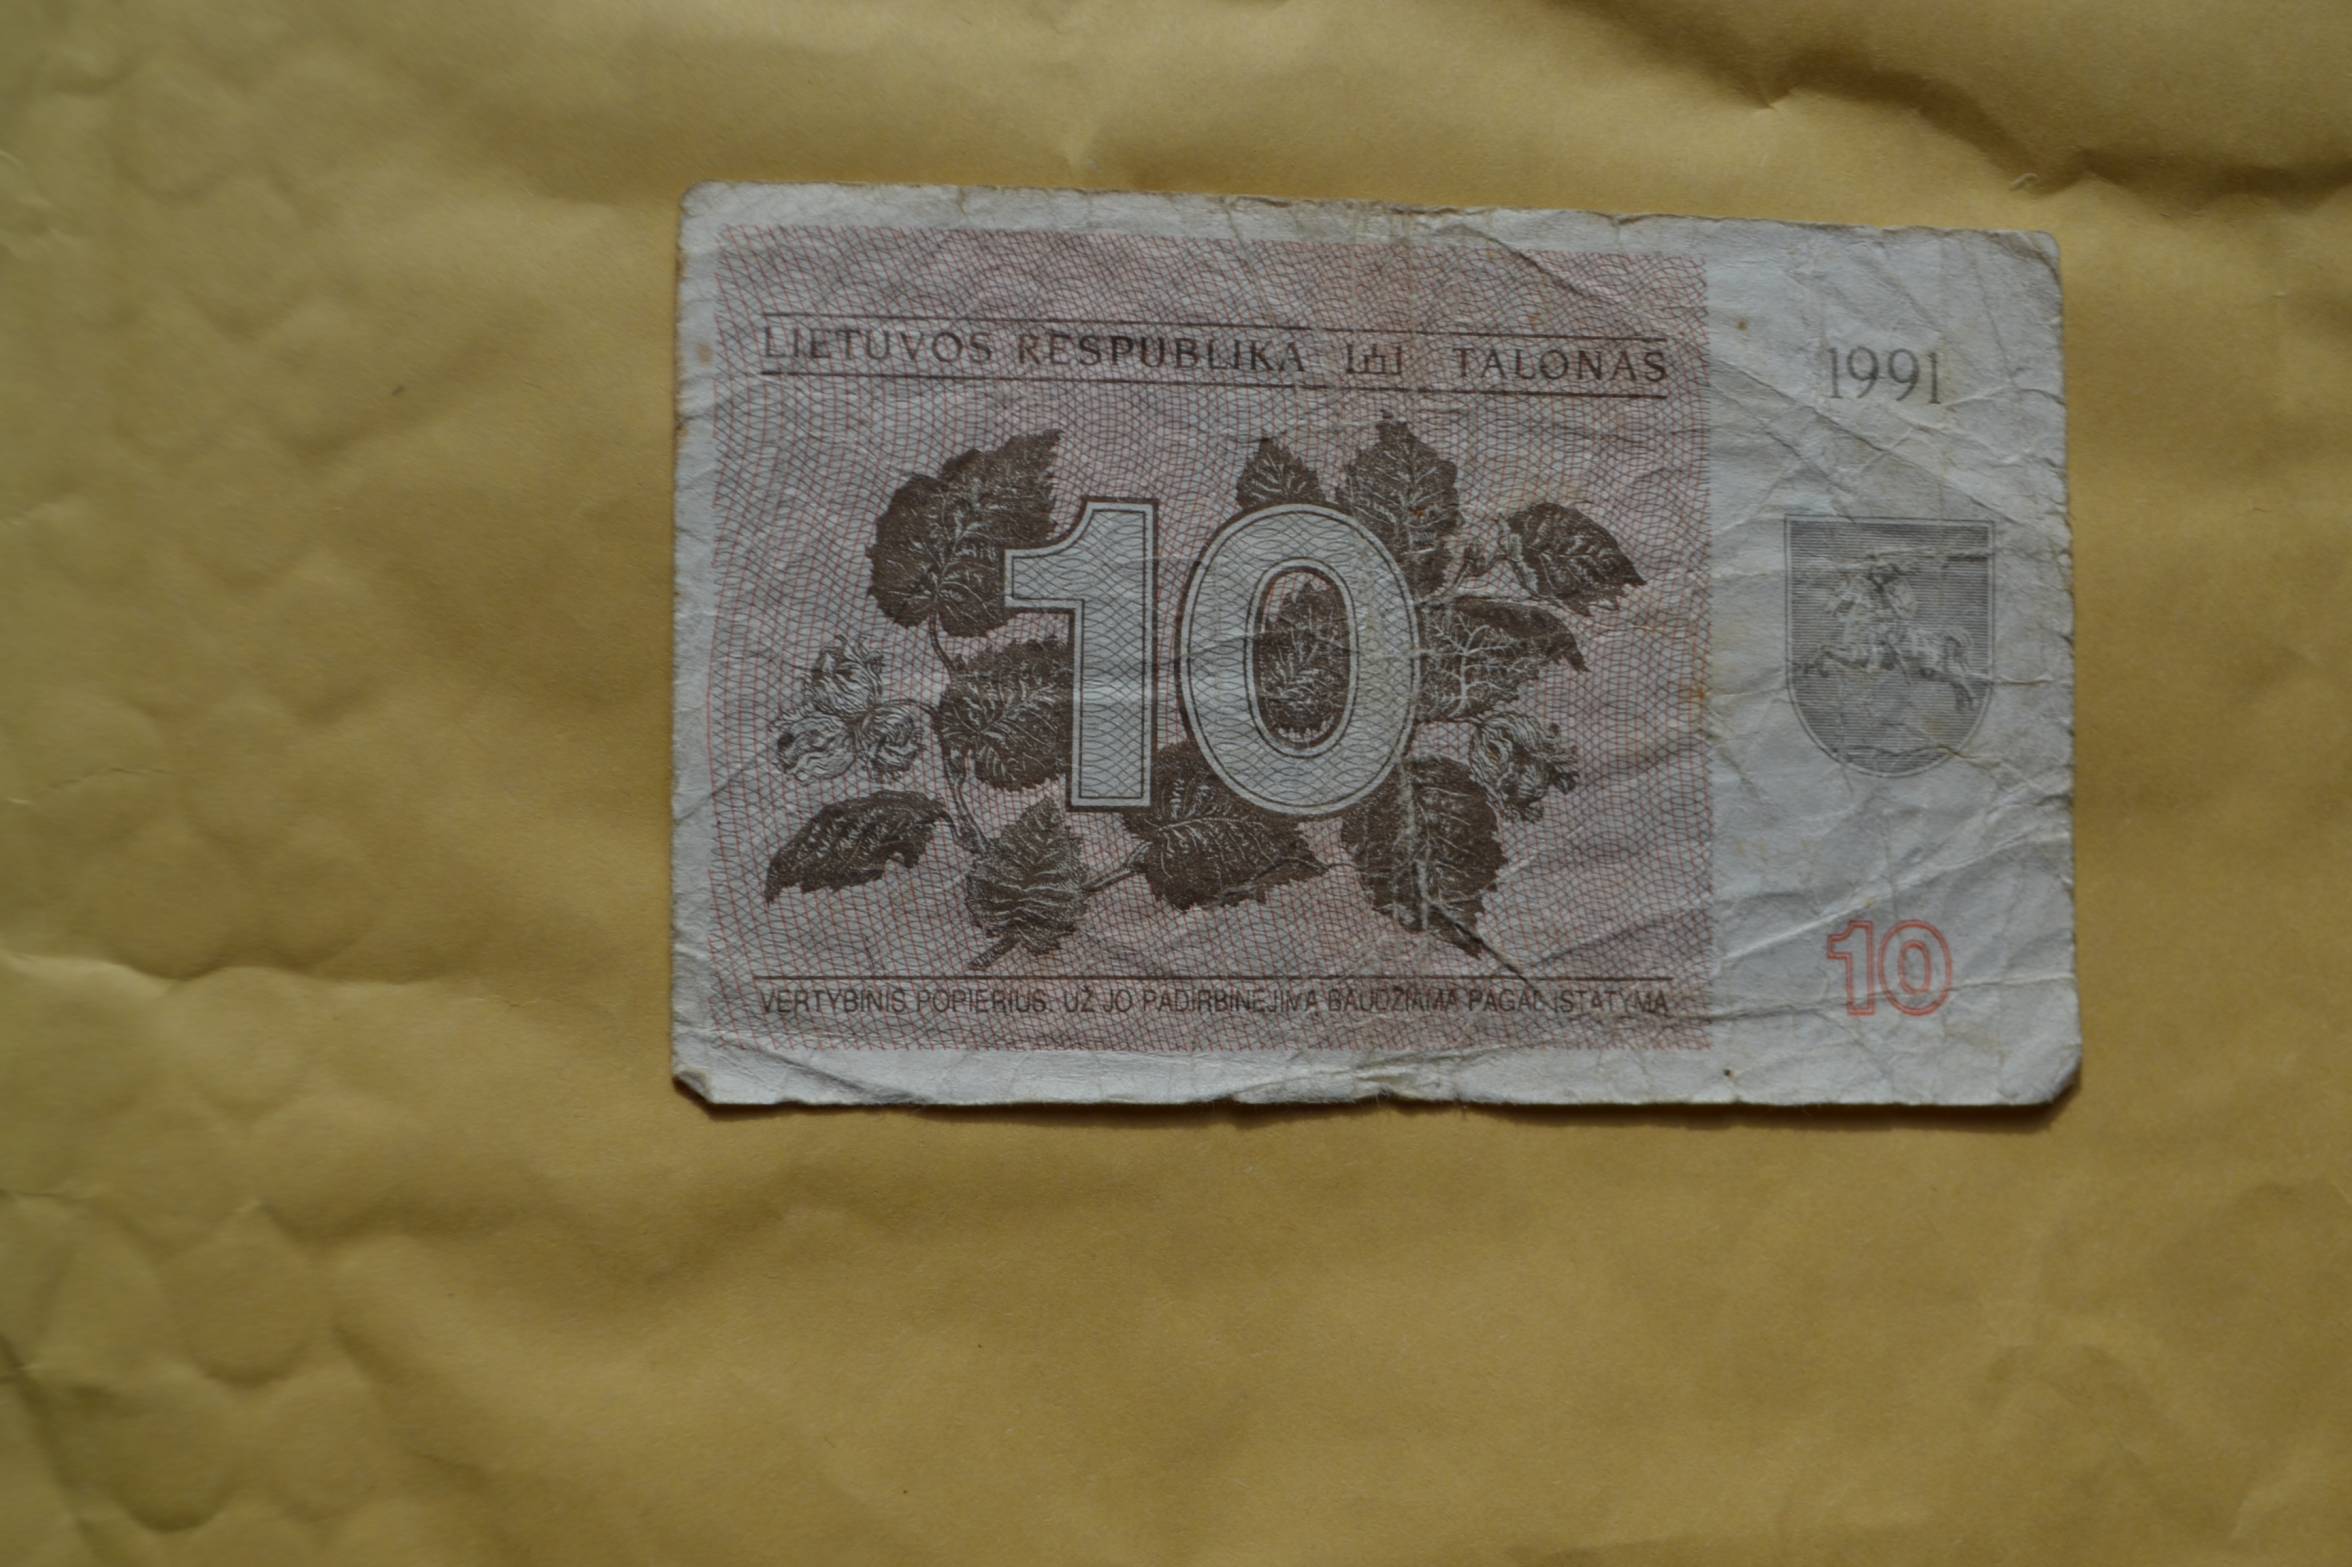 LIETUVOS RESPUBLIKA TALONAS
1991
10
10
VERTYBINIS POPIERIUS. UŽ JO PADIRBINĖJIMĄ BAUDŽIAMA PAGAL ĮSTATYMĄ